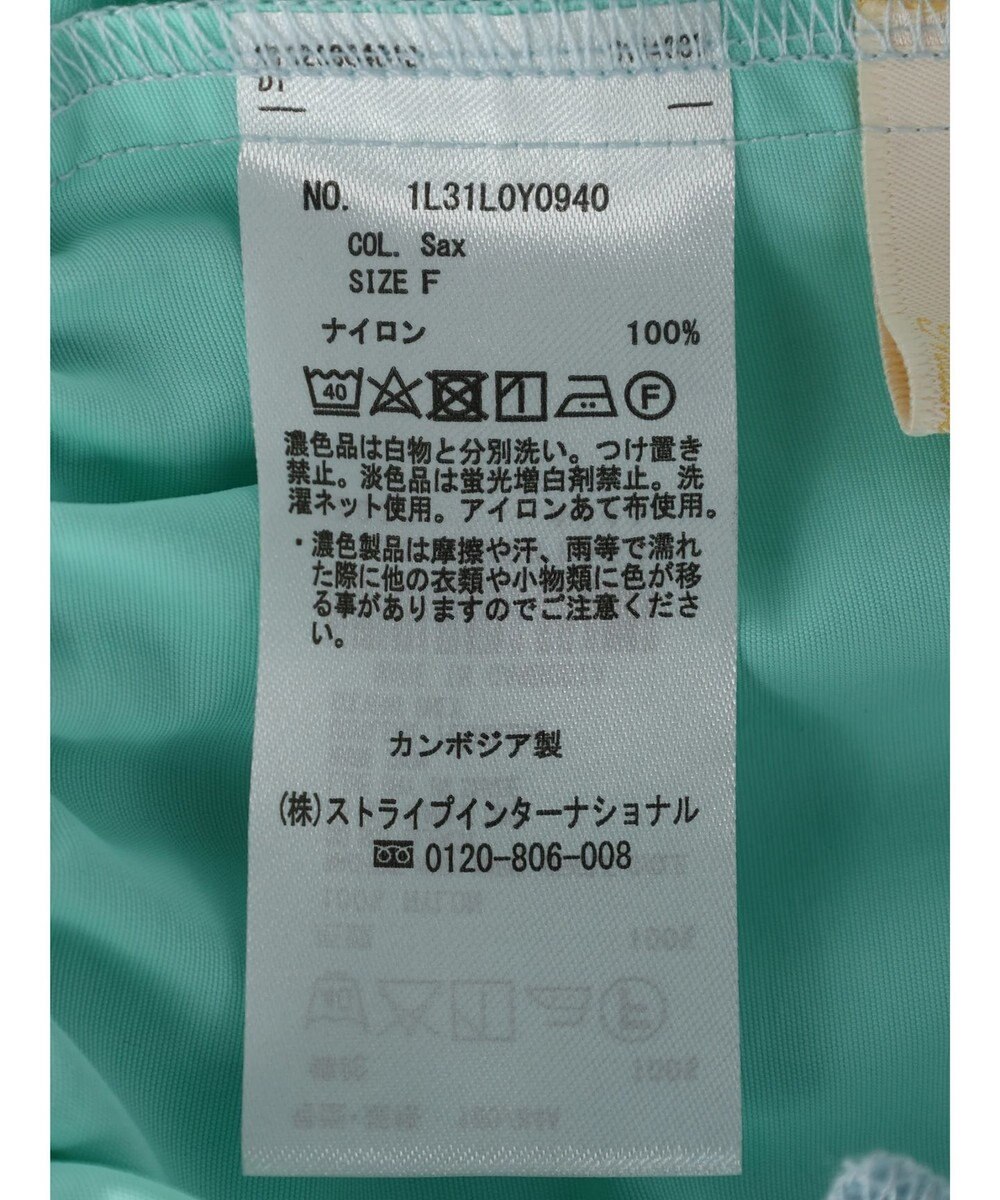 D1
NO. 1L31L0Y0940
COL. Sax
SIZE F
ナイロン 100%
40 F
濃色品は白物と分別洗い。つけ置き
禁止。淡色品は蛍光増白剤禁止。洗
濯ネット使用。アイロンあて布使用。
・濃色製品は摩擦や汗、雨等で濡れ
た際に他の衣類や小物類に色が移
る事がありますのでご注意くださ
い。
カンボジア製
(株)ストライプインターナショナル
0120-806-008